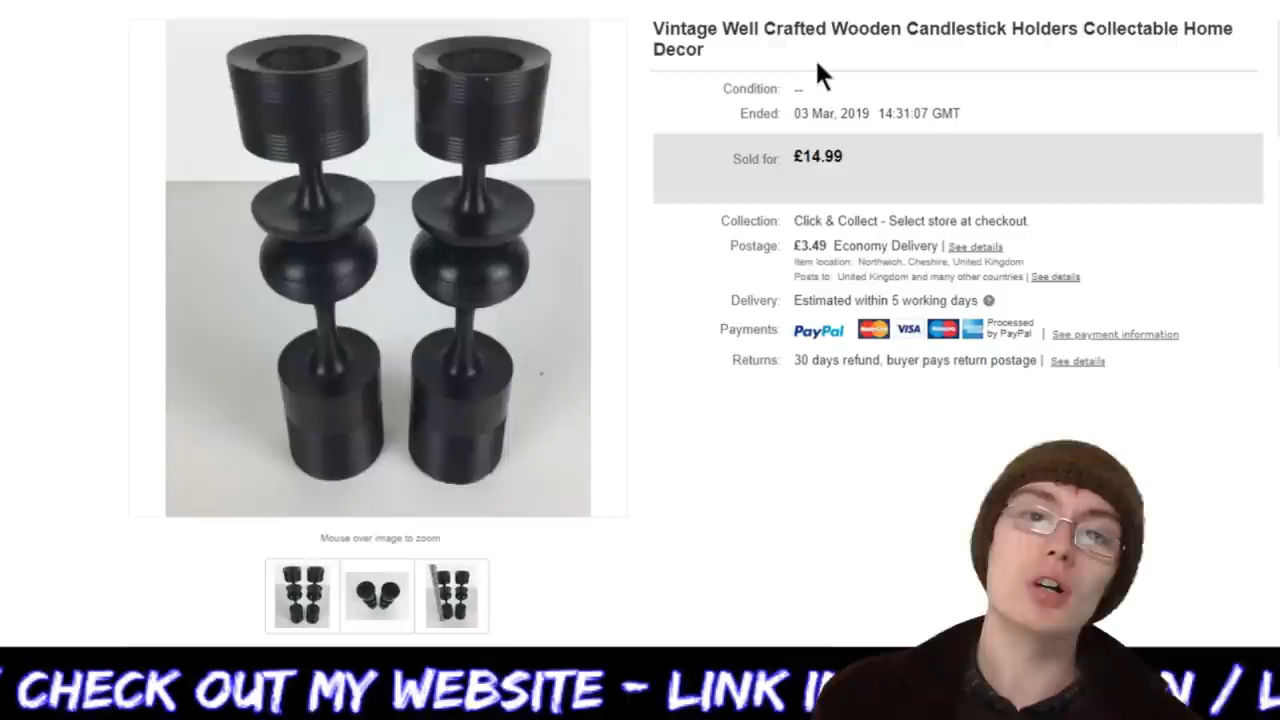 Vintage Well Crafted Wooden Candlestick Holders Collectable Home
Decor
Condition: --
Ended: 03 Mar, 2019 14:31:07 GMT
Sold for: £14.99
Collection: Click & Collect - Select store at checkout.
Postage: £3.49 Economy Delivery | See details
Item location: Northwich, Cheshire, United Kingdom
Posts to: United Kingdom and many other countries | See details
Delivery: Estimated within 5 working days
Payments: PayPal MasterCard VISA Maestro Processed by PayPal | See payment information
Returns: 30 days refund, buyer pays return postage | See details
Mouse over image to zoom
/ CHECK OUT MY WEBSITE - LINK I N / L